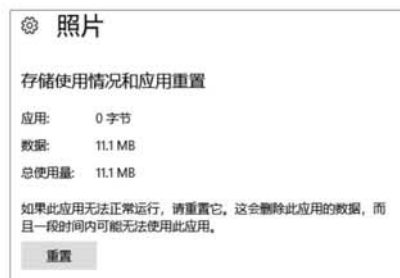 照片
存储使用情况和应用重置
应用: 0 字节
数据: 11.1 MB
总使用量: 11.1 MB
如果此应用无法正常运行，请重置它。这会删除此应用的数据，而
且一段时间内可能无法使用此应用。
重置